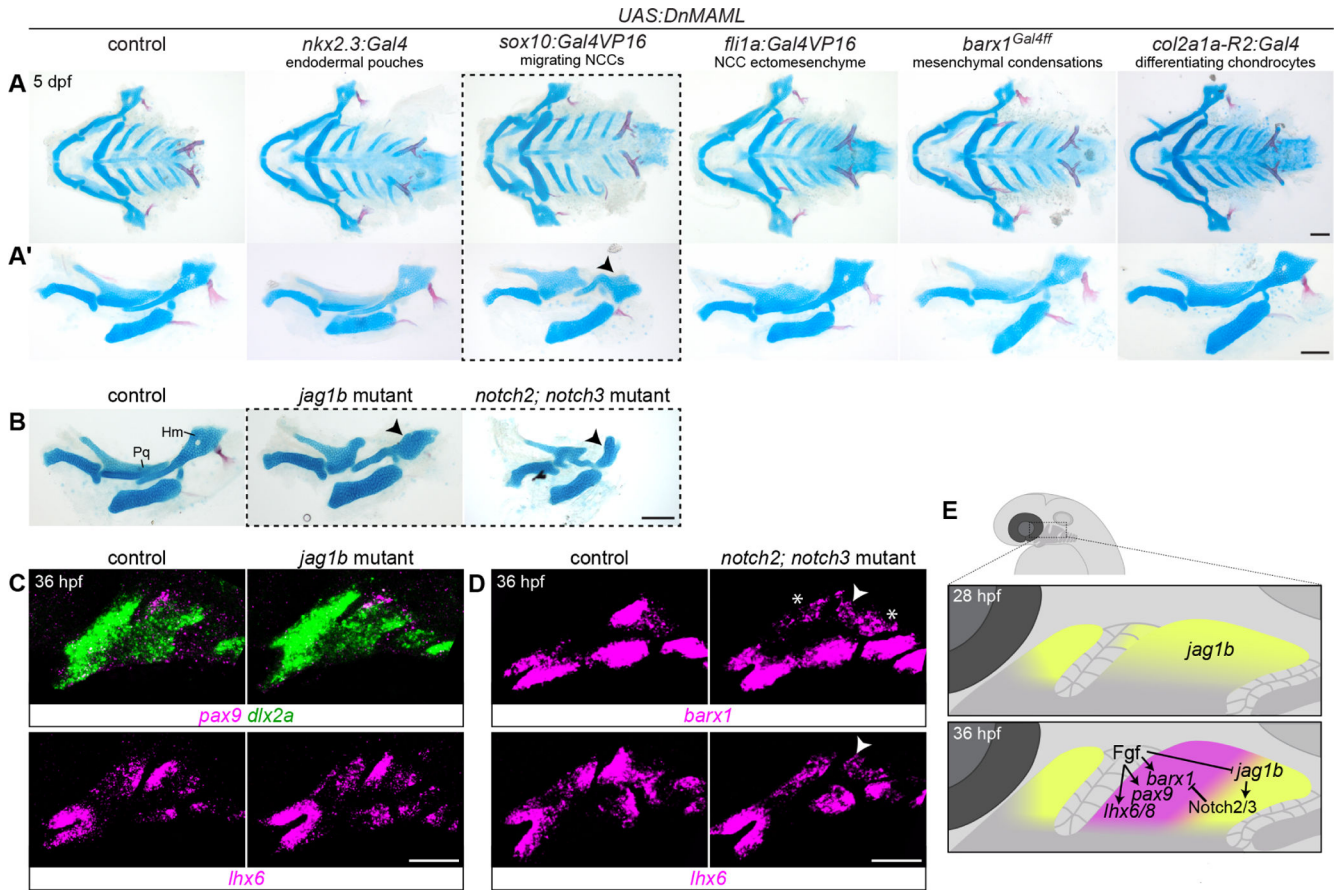 UAS:DnMAML
control nkx2.3:Gal4 sox10:Gal4VP16 fli1a:Gal4VP16 barx1Gal4ff col2a1a-R2:Gal4
endodermal pouches migrating NCCs NCC ectomesenchyme mesenchymal condensations differentiating chondrocytes
A 5 dpf
A'
control jag1b mutant notch2; notch3 mutant
B Hm
Pq
E
control jag1b mutant control notch2; notch3 mutant
C 36 hpf D 36 hpf
* *
28 hpf
jag1b
pax9 dlx2a barx1
36 hpf
Fgf
barx1 jag1b
pax9
lhx6/8 Notch2/3
lhx6 lhx6